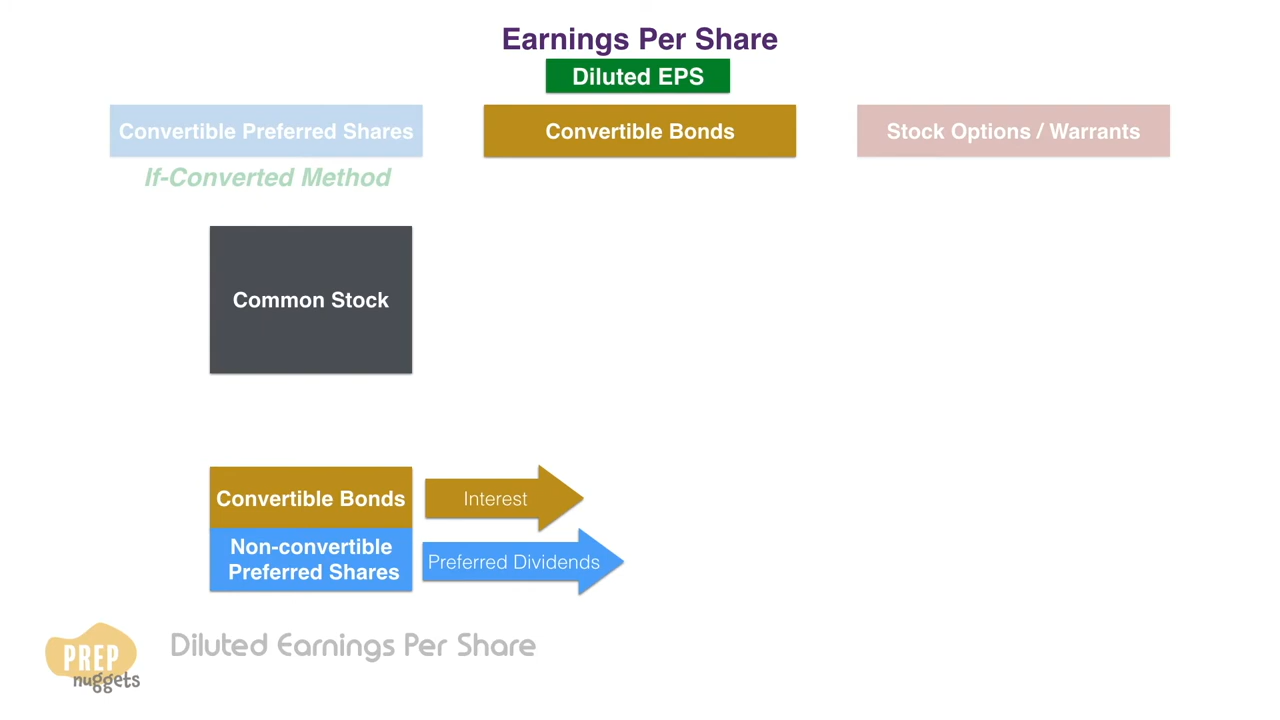 Earnings Per Share
Diluted EPS
Convertible Preferred Shares
Convertible Bonds
Stock Options / Warrants
If-Converted Method
Common Stock
Convertible Bonds
Interest
Non-convertible
Preferred Shares
Preferred Dividends
PREP
nuggets
Diluted Earnings Per Share